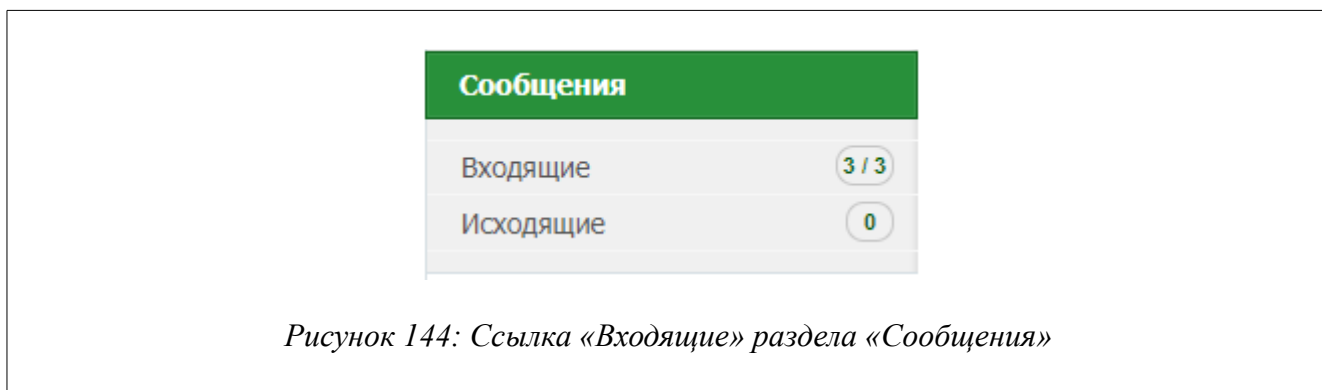 Сообщения
Входящие 3 / 3
Исходящие 0
Рисунок 144: Ссылка «Входящие» раздела «Сообщения»